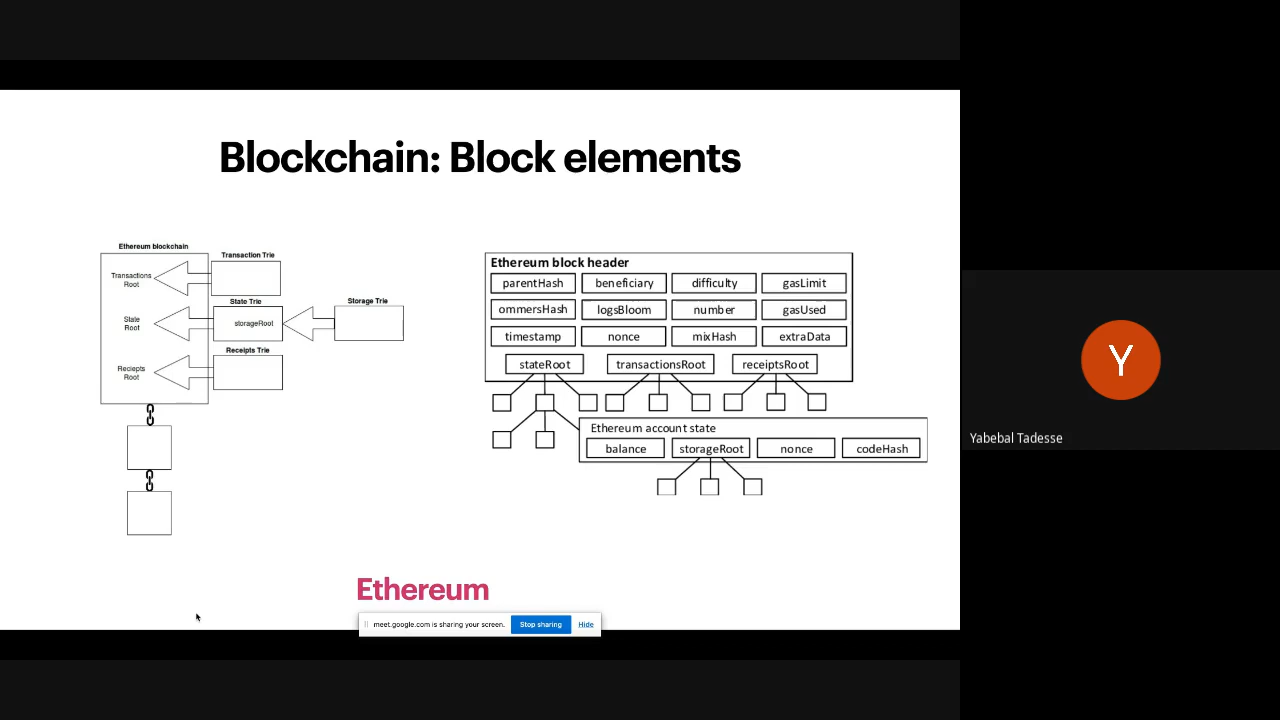 Blockchain: Block elements
Ethereum blockchain
Transaction Trie
Transactions
Root
State Trie
Storage Trie
State
Root
storageRoot
Receipts Trie
Reciepts
Root
Ethereum block header
parentHash beneficiary difficulty gasLimit
ommersHash logsBloom number gasUsed
timestamp nonce mixHash extraData
stateRoot transactionsRoot receiptsRoot
Ethereum account state
balance storageRoot nonce codeHash
Ethereum
meet.google.com is sharing your screen. Stop sharing Hide
Y
Yabebal Tadesse